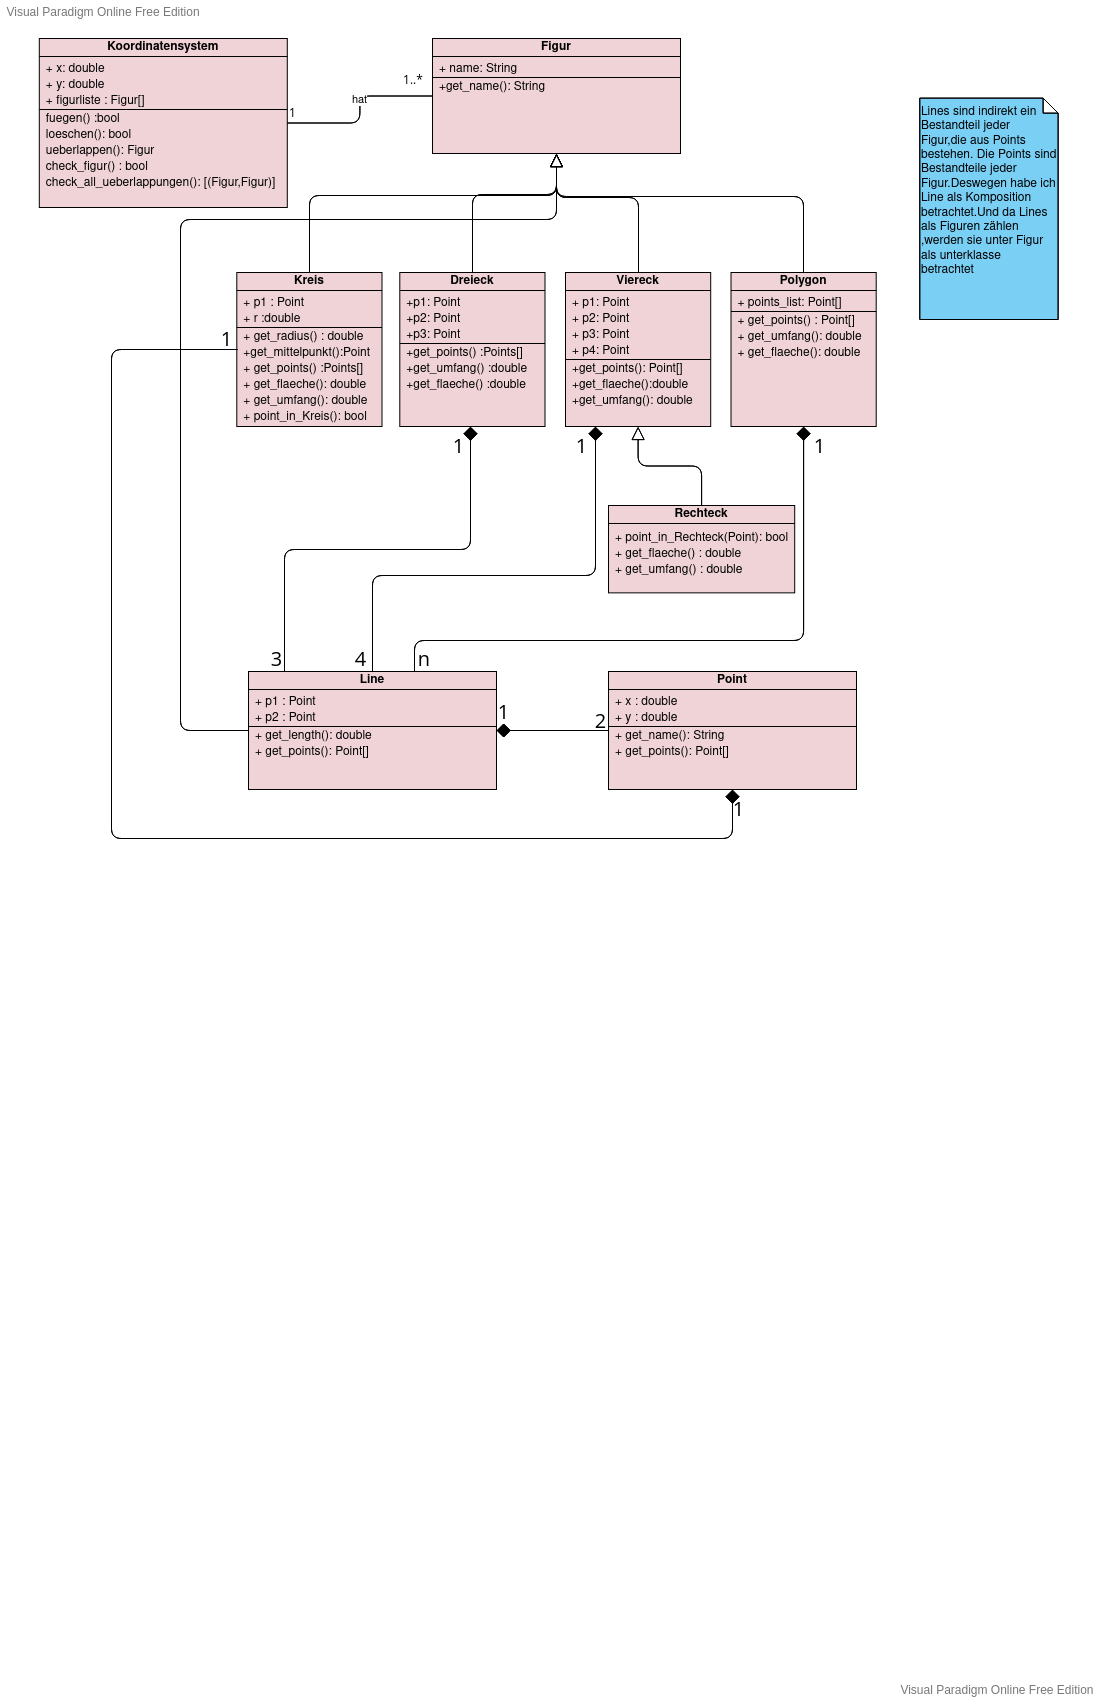 Visual Paradigm Online Free Edition
Koordinatensystem
+ x: double
+ y: double
+ figurliste : Figur[]
fuegen() :bool
loeschen(): bool
ueberlappen(): Figur
check_figur() : bool
check_all_ueberlappungen(): [(Figur,Figur)]
1
hat
1..*
Figur
+ name: String
+get_name(): String
Lines sind indirekt ein
Bestandteil jeder
Figur,die aus Points
bestehen. Die Points sind
Bestandteile jeder
Figur.Deswegen habe ich
Line als Komposition
betrachtet.Und da Lines
als Figuren zählen
,werden sie unter Figur
als unterklasse
betrachtet
Kreis
+ p1 : Point
+ r :double
+ get_radius() : double
+get_mittelpunkt():Point
+ get_points() :Points[]
+ get_flaeche(): double
+ get_umfang(): double
+ point_in_Kreis(): bool
1
Dreieck
+p1: Point
+p2: Point
+p3: Point
+get_points() :Points[]
+get_umfang() :double
+get_flaeche() :double
1
Viereck
+ p1: Point
+ p2: Point
+ p3: Point
+ p4: Point
+get_points(): Point[]
+get_flaeche():double
+get_umfang(): double
1
Polygon
+ points_list: Point[]
+ get_points() : Point[]
+ get_umfang(): double
+ get_flaeche(): double
1
Rechteck
+ point_in_Rechteck(Point): bool
+ get_flaeche() : double
+ get_umfang() : double
3
4
n
Line
+ p1 : Point
+ p2 : Point
+ get_length(): double
+ get_points(): Point[]
1
2
Point
+ x : double
+ y : double
+ get_name(): String
+ get_points(): Point[]
1
Visual Paradigm Online Free Edition